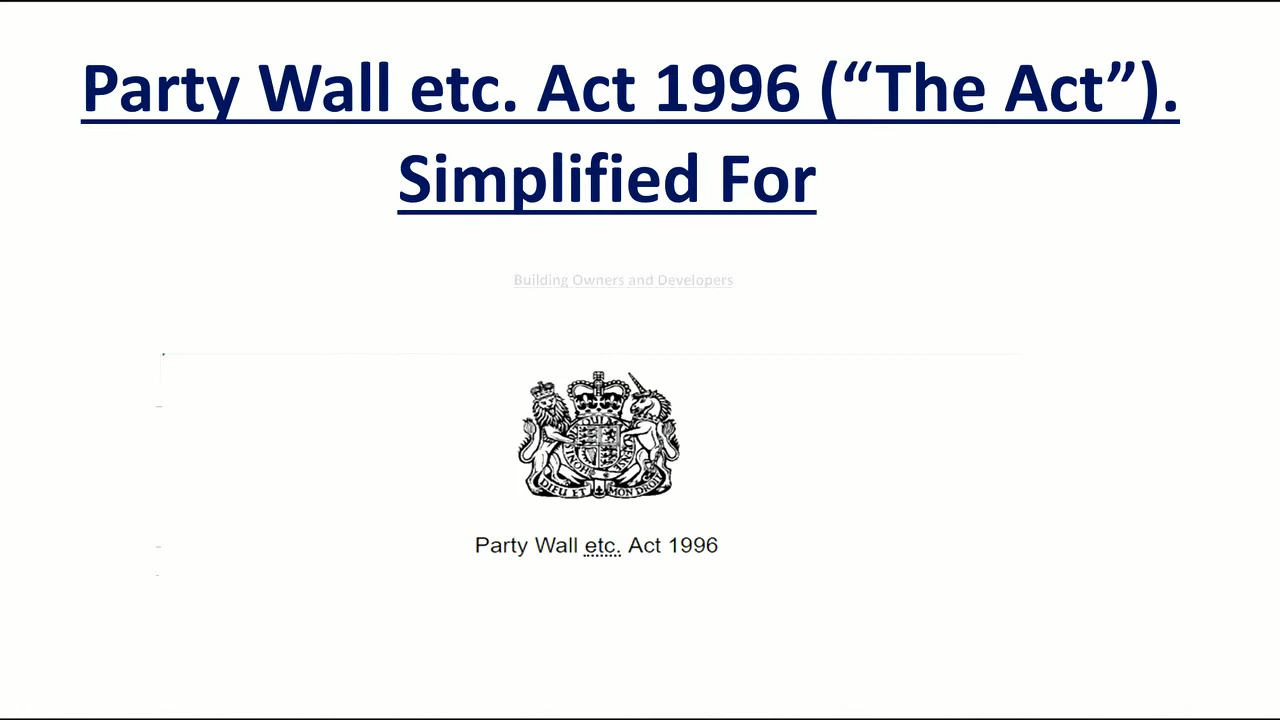 Party Wall etc. Act 1996 (“The Act”).
Simplified For
Building Owners and Developers
DIEU ET MON DROIT
Party Wall etc. Act 1996